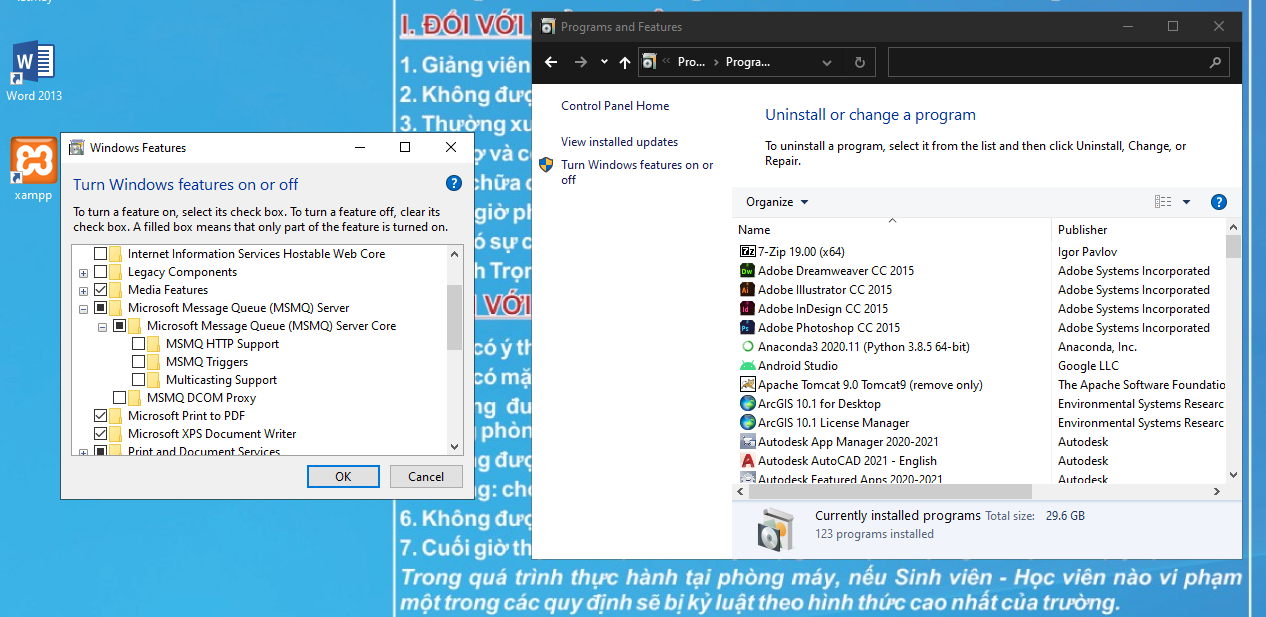 Word 2013
xampp
I. ĐỐI VỚI
1. Giảng viên
2. Không đượ
3. Thường xu
VỚI
6. Không đượ
7. Cuối giờ th
Trong quá trình thực hành tại phòng máy, nếu Sinh viên - Học viên nào vi phạm
một trong các quy định sẽ bị kỷ luật theo hình thức cao nhất của trường.
Windows Features
Turn Windows features on or off
To turn a feature on, select its check box. To turn a feature off, clear its
check box. A filled box means that only part of the feature is turned on.
Internet Information Services Hostable Web Core
Legacy Components
Media Features
Microsoft Message Queue (MSMQ) Server
Microsoft Message Queue (MSMQ) Server Core
MSMQ HTTP Support
MSMQ Triggers
Multicasting Support
MSMQ DCOM Proxy
Microsoft Print to PDF
Microsoft XPS Document Writer
Print and Document Services
OK Cancel
Programs and Features
Pro... Progra...
Control Panel Home
View installed updates
Turn Windows features on or
off
Uninstall or change a program
To uninstall a program, select it from the list and then click Uninstall, Change, or
Repair.
Organize
Name Publisher
7-Zip 19.00 (x64) Igor Pavlov
Adobe Dreamweaver CC 2015 Adobe Systems Incorporated
Adobe Illustrator CC 2015 Adobe Systems Incorporated
Adobe InDesign CC 2015 Adobe Systems Incorporated
Adobe Photoshop CC 2015 Adobe Systems Incorporated
Anaconda3 2020.11 (Python 3.8.5 64-bit) Anaconda, Inc.
Android Studio Google LLC
Apache Tomcat 9.0 Tomcat9 (remove only) The Apache Software Foundatio
ArcGIS 10.1 for Desktop Environmental Systems Researc
ArcGIS 10.1 License Manager Environmental Systems Researc
Autodesk App Manager 2020-2021 Autodesk
Autodesk AutoCAD 2021 - English Autodesk
Autodesk Featured Apps 2020-2021 Autodesk
Currently installed programs Total size: 29.6 GB
123 programs installed